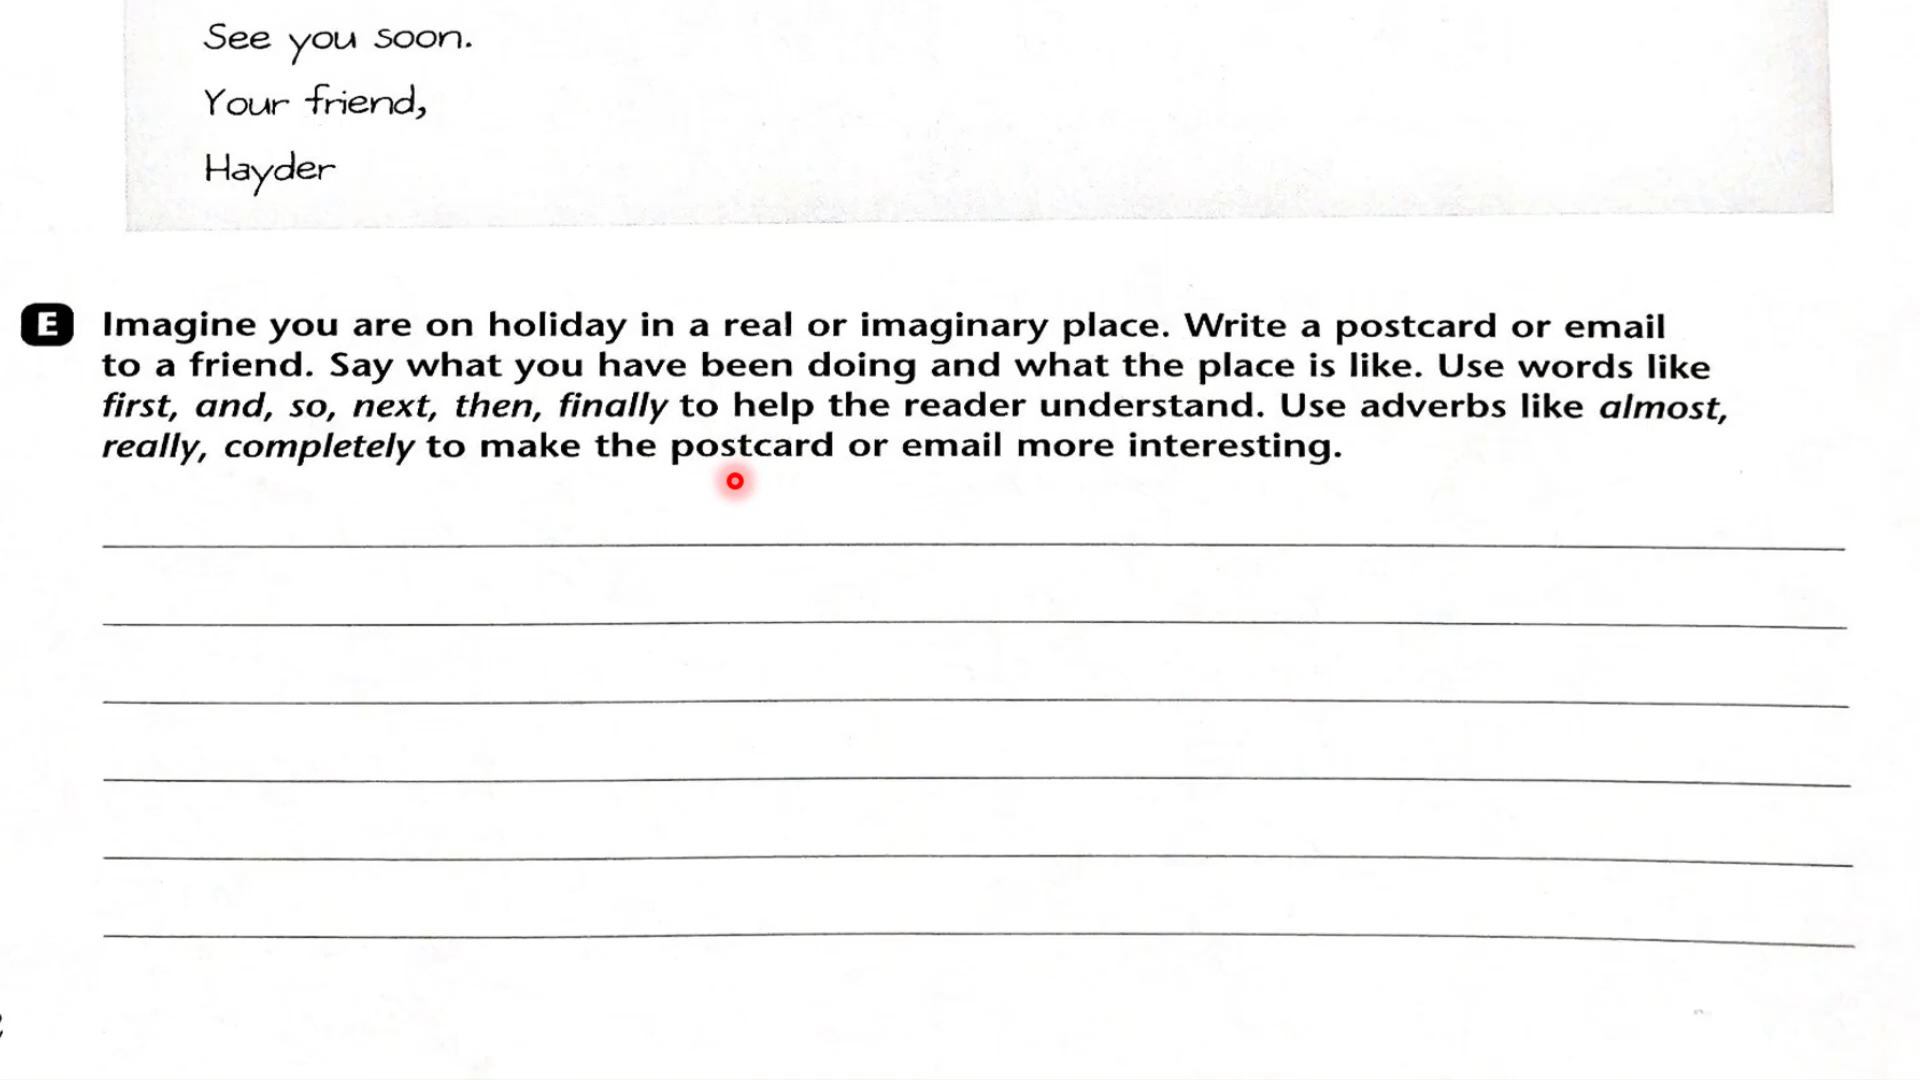 See you soon.
Your friend,
Hayder
E Imagine you are on holiday in a real or imaginary place. Write a postcard or email
to a friend. Say what you have been doing and what the place is like. Use words like
first, and, so, next, then, finally to help the reader understand. Use adverbs like almost,
really, completely to make the postcard or email more interesting.